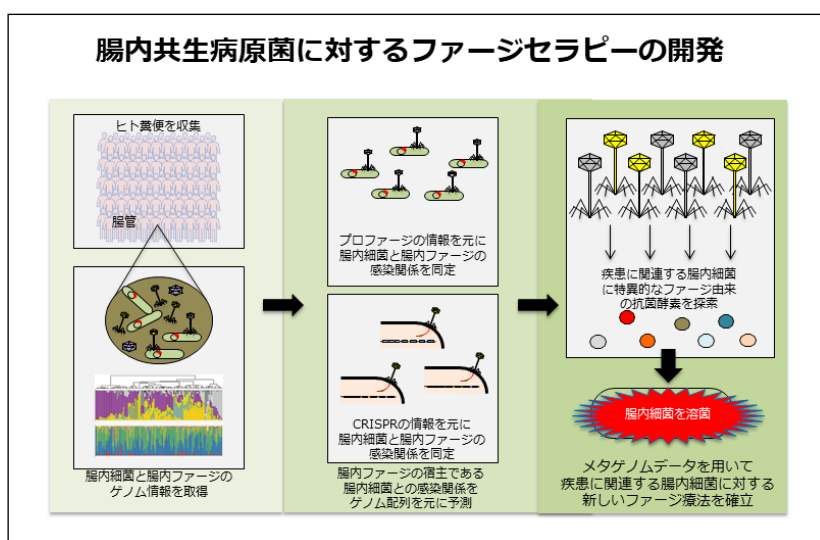 腸内共生病原菌に対するファージセラピーの開発
ヒト糞便を収集
腸管
腸内細菌と腸内ファージの
ゲノム情報を取得
プロファージの情報を元に
腸内細菌と腸内ファージの
感染関係を同定
CRISPRの情報を元に
腸内細菌と腸内ファージの
感染関係を同定
腸内ファージの宿主である
腸内細菌との感染関係を
ゲノム配列を元に予測
疾患に関連する腸内細菌
に特異的なファージ由来
の抗菌酵素を探索
腸内細菌を溶菌
メタゲノムデータを用いて
疾患に関連する腸内細菌に対する
新しいファージ療法を確立